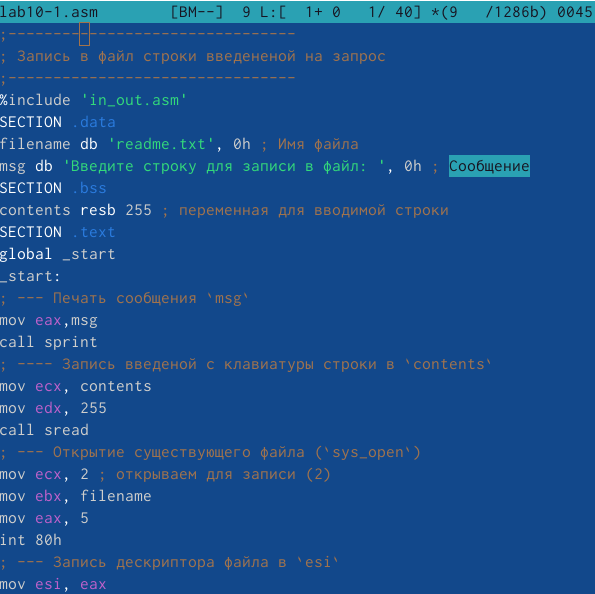 lab10-1.asm [BM--] 9 L:[ 1+ 0 1/ 40] *(9 /1286b) 0045
;--------------------------------
; Запись в файл строки введененой на запрос
;--------------------------------
%include 'in_out.asm'
SECTION .data
filename db 'readme.txt', 0h ; Имя файла
msg db 'Введите строку для записи в файл: ', 0h ; Сообщение
SECTION .bss
contents resb 255 ; переменная для вводимой строки
SECTION .text
global _start
_start:
; --- Печать сообщения `msg`
mov eax,msg
call sprint
; ---- Запись введеной с клавиатуры строки в `contents`
mov ecx, contents
mov edx, 255
call sread
; --- Открытие существующего файла (`sys_open`)
mov ecx, 2 ; открываем для записи (2)
mov ebx, filename
mov eax, 5
int 80h
; --- Запись дескриптора файла в `esi`
mov esi, eax